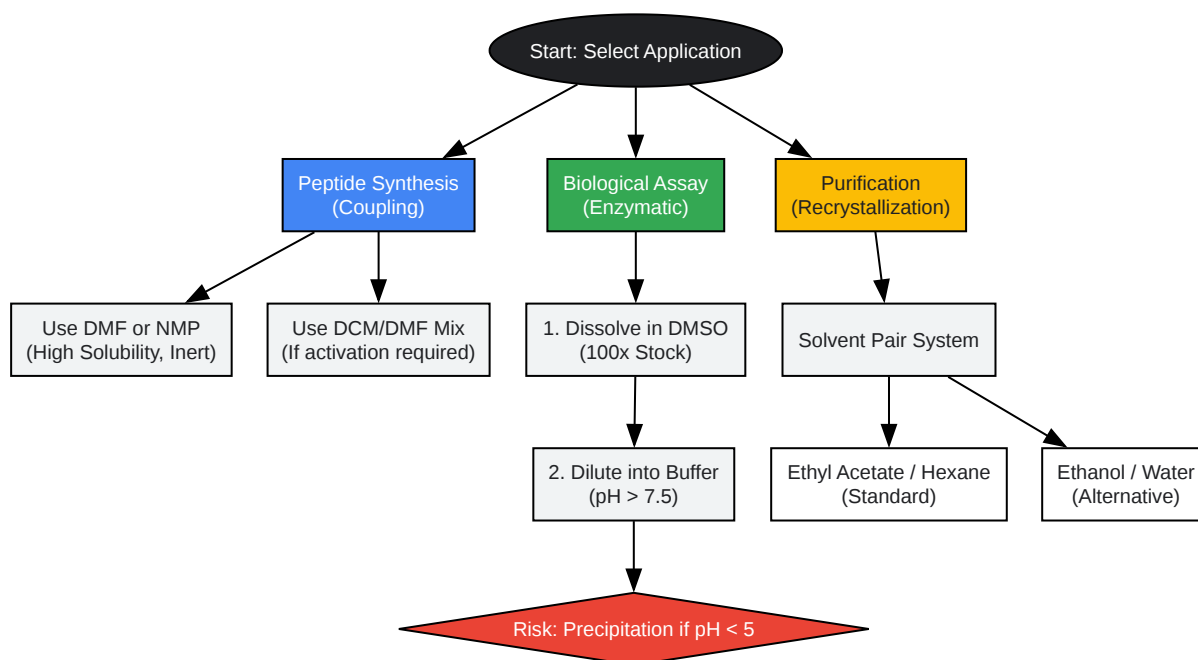 Start: Select Application
Peptide Synthesis
(Coupling)
Biological Assay
(Enzymatic)
Purification
(Recrystallization)
Use DMF or NMP
(High Solubility, Inert)
Use DCM/DMF Mix
(If activation required)
1. Dissolve in DMSO
(100x Stock)
Solvent Pair System
2. Dilute into Buffer
(pH > 7.5)
Ethyl Acetate / Hexane
(Standard)
Ethanol / Water
(Alternative)
Risk: Precipitation if pH < 5